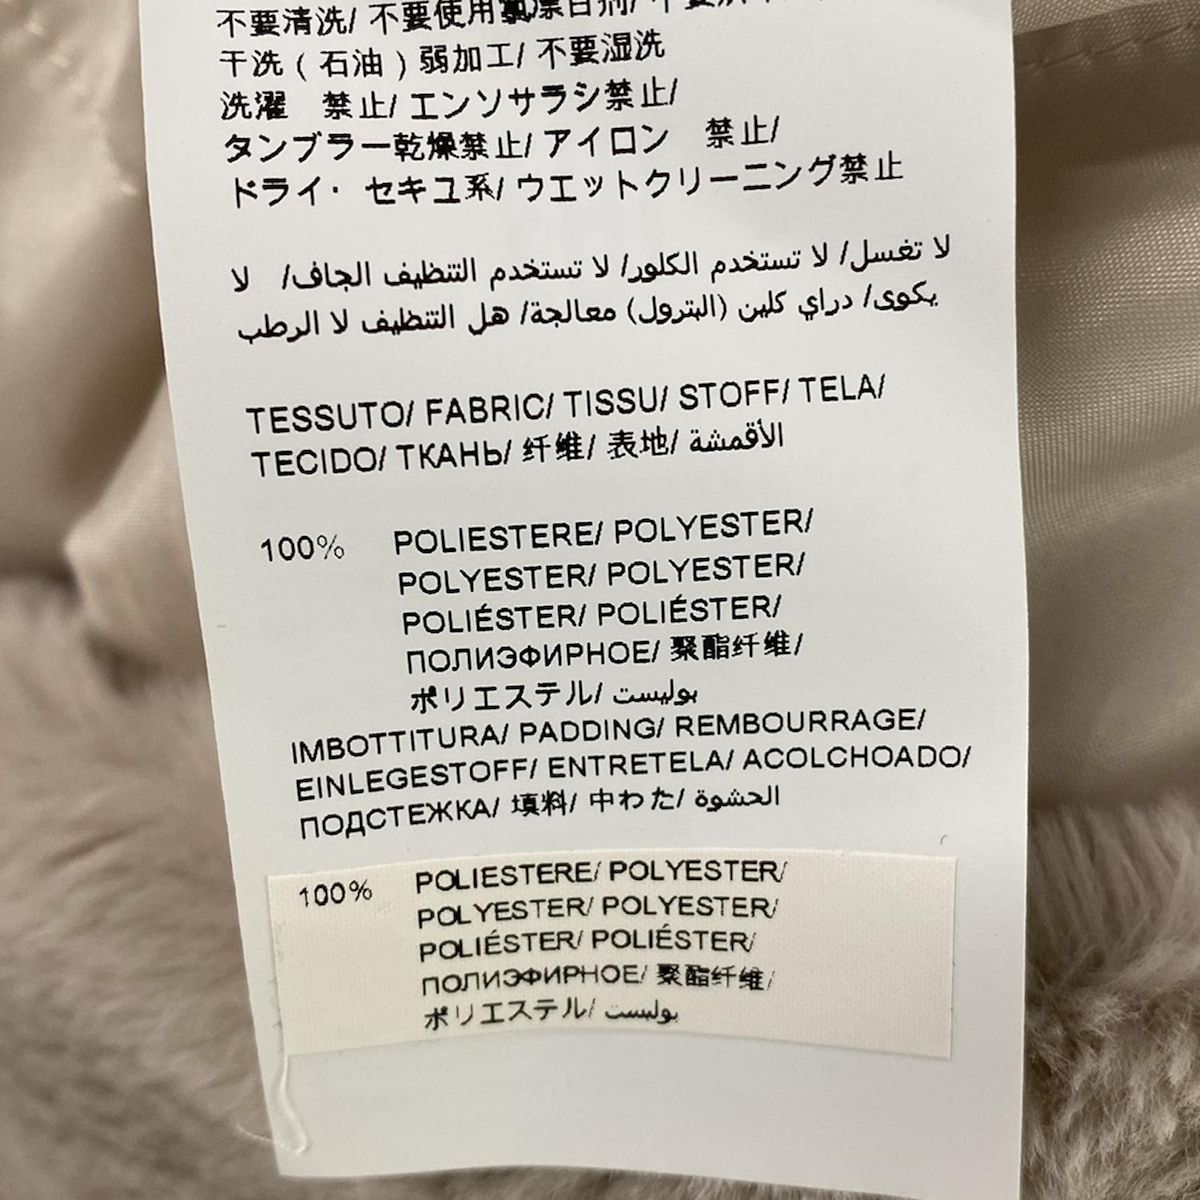 不要清洗/ 不要使用氯漂白剂/
干洗 ( 石油 ) 弱加工/ 不要湿洗
洗濯 禁止/ エンソサラシ禁止/
タンブラー乾燥禁止/ アイロン 禁止/
ドライ・ セキユ系/ ウエットクリーニング禁止
لا تغسل/ لا تستخدم الكلور/ لا تستخدم التنظيف الجاف/ لا
يكوى/ دراي كلين (البترول) معالجة/ هل التنظيف لا الرطب
TESSUTO/ FABRIC/ TISSU/ STOFF/ TELA/
TECIDO/ ТКАНЬ/ 纤维/ 表地/ الأقمشة
100% POLIESTERE/ POLYESTER/
POLYESTER/ POLYESTER/
POLIÉSTER/ POLIÉSTER/
ПОЛИЭФИРНОЕ/ 聚酯纤维/
ポリエステル/ بوليست
IMBOTTITURA/ PADDING/ REMBOURRAGE/
EINLEGESTOFF/ ENTRETELA/ ACOLCHOADO/
ПОДСТЕЖКА/ 填料/ 中わた/ الحشوة
100% POLIESTERE/ POLYESTER/
POLYESTER/ POLYESTER/
POLIÉSTER/ POLIÉSTER/
ПОЛИЭФИРНОЕ/ 聚酯纤维/
ポリエステル/ بوليست